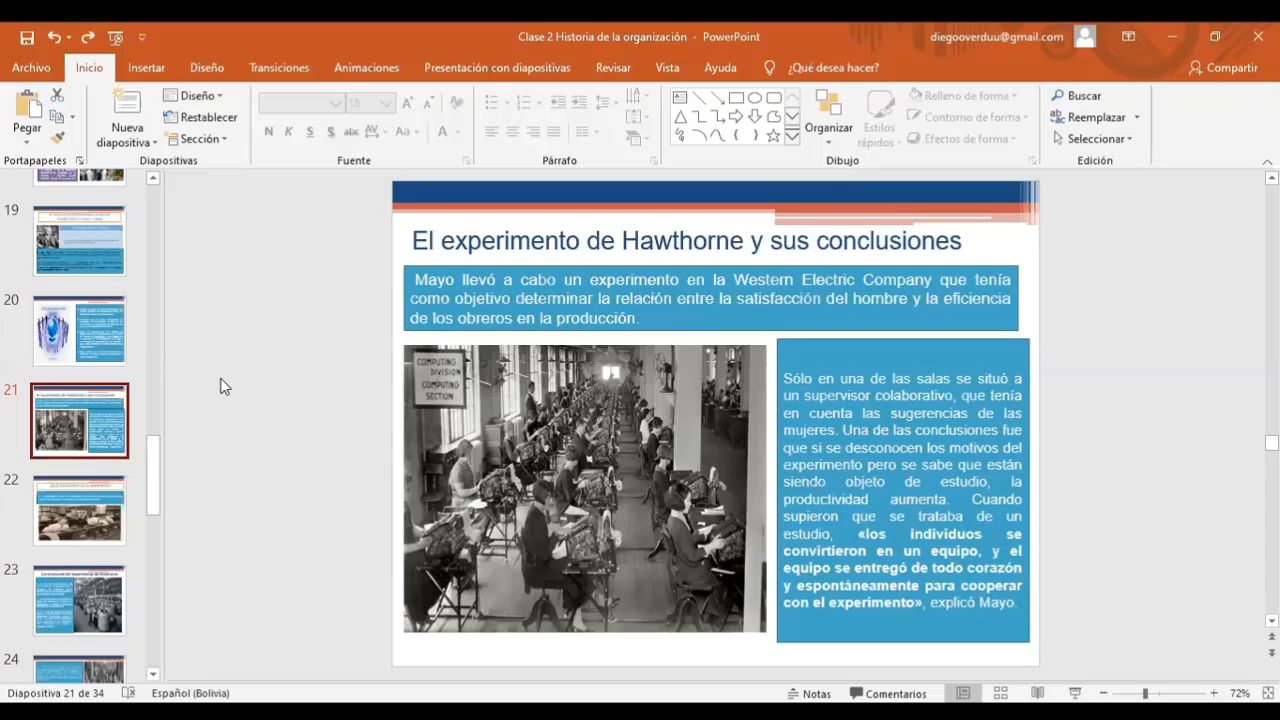 Clase 2 Historia de la organización - PowerPoint
diegooverduu@gmail.com
Archivo Inicio Insertar Diseño Transiciones Animaciones Presentación con diapositivas Revisar Vista Ayuda ¿Qué desea hacer? Compartir
Pegar
Portapapeles
Nueva
diapositiva
Diseño
Restablecer
Sección
Diapositivas
16
N K S S abc AV Aa A
Fuente
Párrafo
Organizar
Estilos
rápidos
Relleno de forma
Contorno de forma
Efectos de forma
Dibujo
Buscar
Reemplazar
Seleccionar
Edición
19
20
21
22
23
24
El experimento de Hawthorne y sus conclusiones
Mayo llevó a cabo un experimento en la Western Electric Company que tenía
como objetivo determinar la relación entre la satisfacción del hombre y la eficiencia
de los obreros en la producción.
COMPUTING
DIVISION
COMPUTING
SECTION
Sólo en una de las salas se situó a
un supervisor colaborativo, que tenía
en cuenta las sugerencias de las
mujeres. Una de las conclusiones fue
que si se desconocen los motivos del
experimento pero se sabe que están
siendo objeto de estudio, la
productividad aumenta. Cuando
supieron que se trataba de un
estudio, «los individuos se
convirtieron en un equipo, y el
equipo se entregó de todo corazón
y espontáneamente para cooperar
con el experimento», explicó Mayo.
Diapositiva 21 de 34 Español (Bolivia) Notas Comentarios 72%